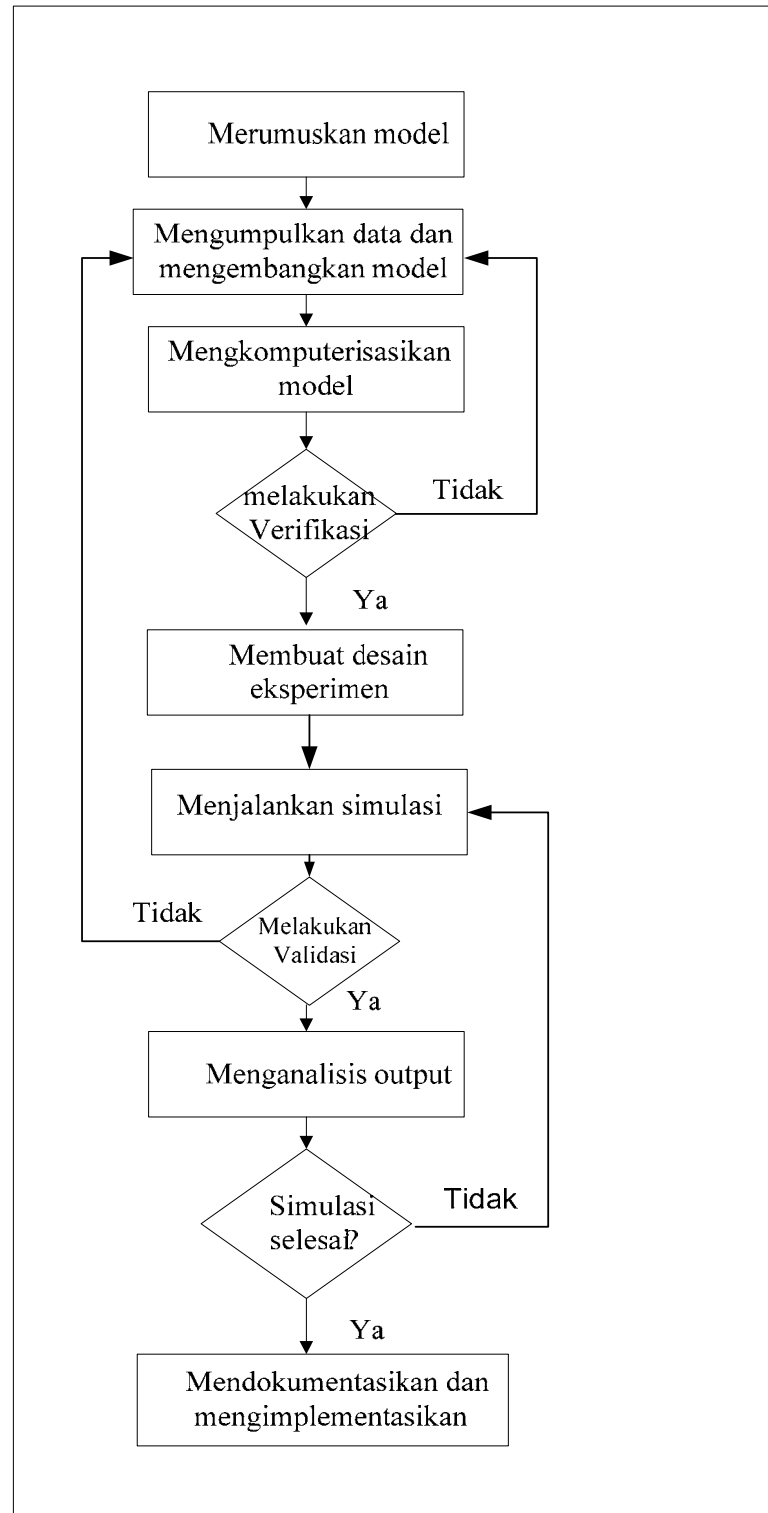 Merumuskan model
Mengumpulkan data dan
mengembangkan model
Mengkomputerisasikan
model
melakukan
Verifikasi
Tidak
Ya
Membuat desain
eksperimen
Menjalankan simulasi
Tidak
Melakukan
Validasi
Ya
Menganalisis output
Simulasi
selesai?
Tidak
Ya
Mendokumentasikan dan
mengimplementasikan